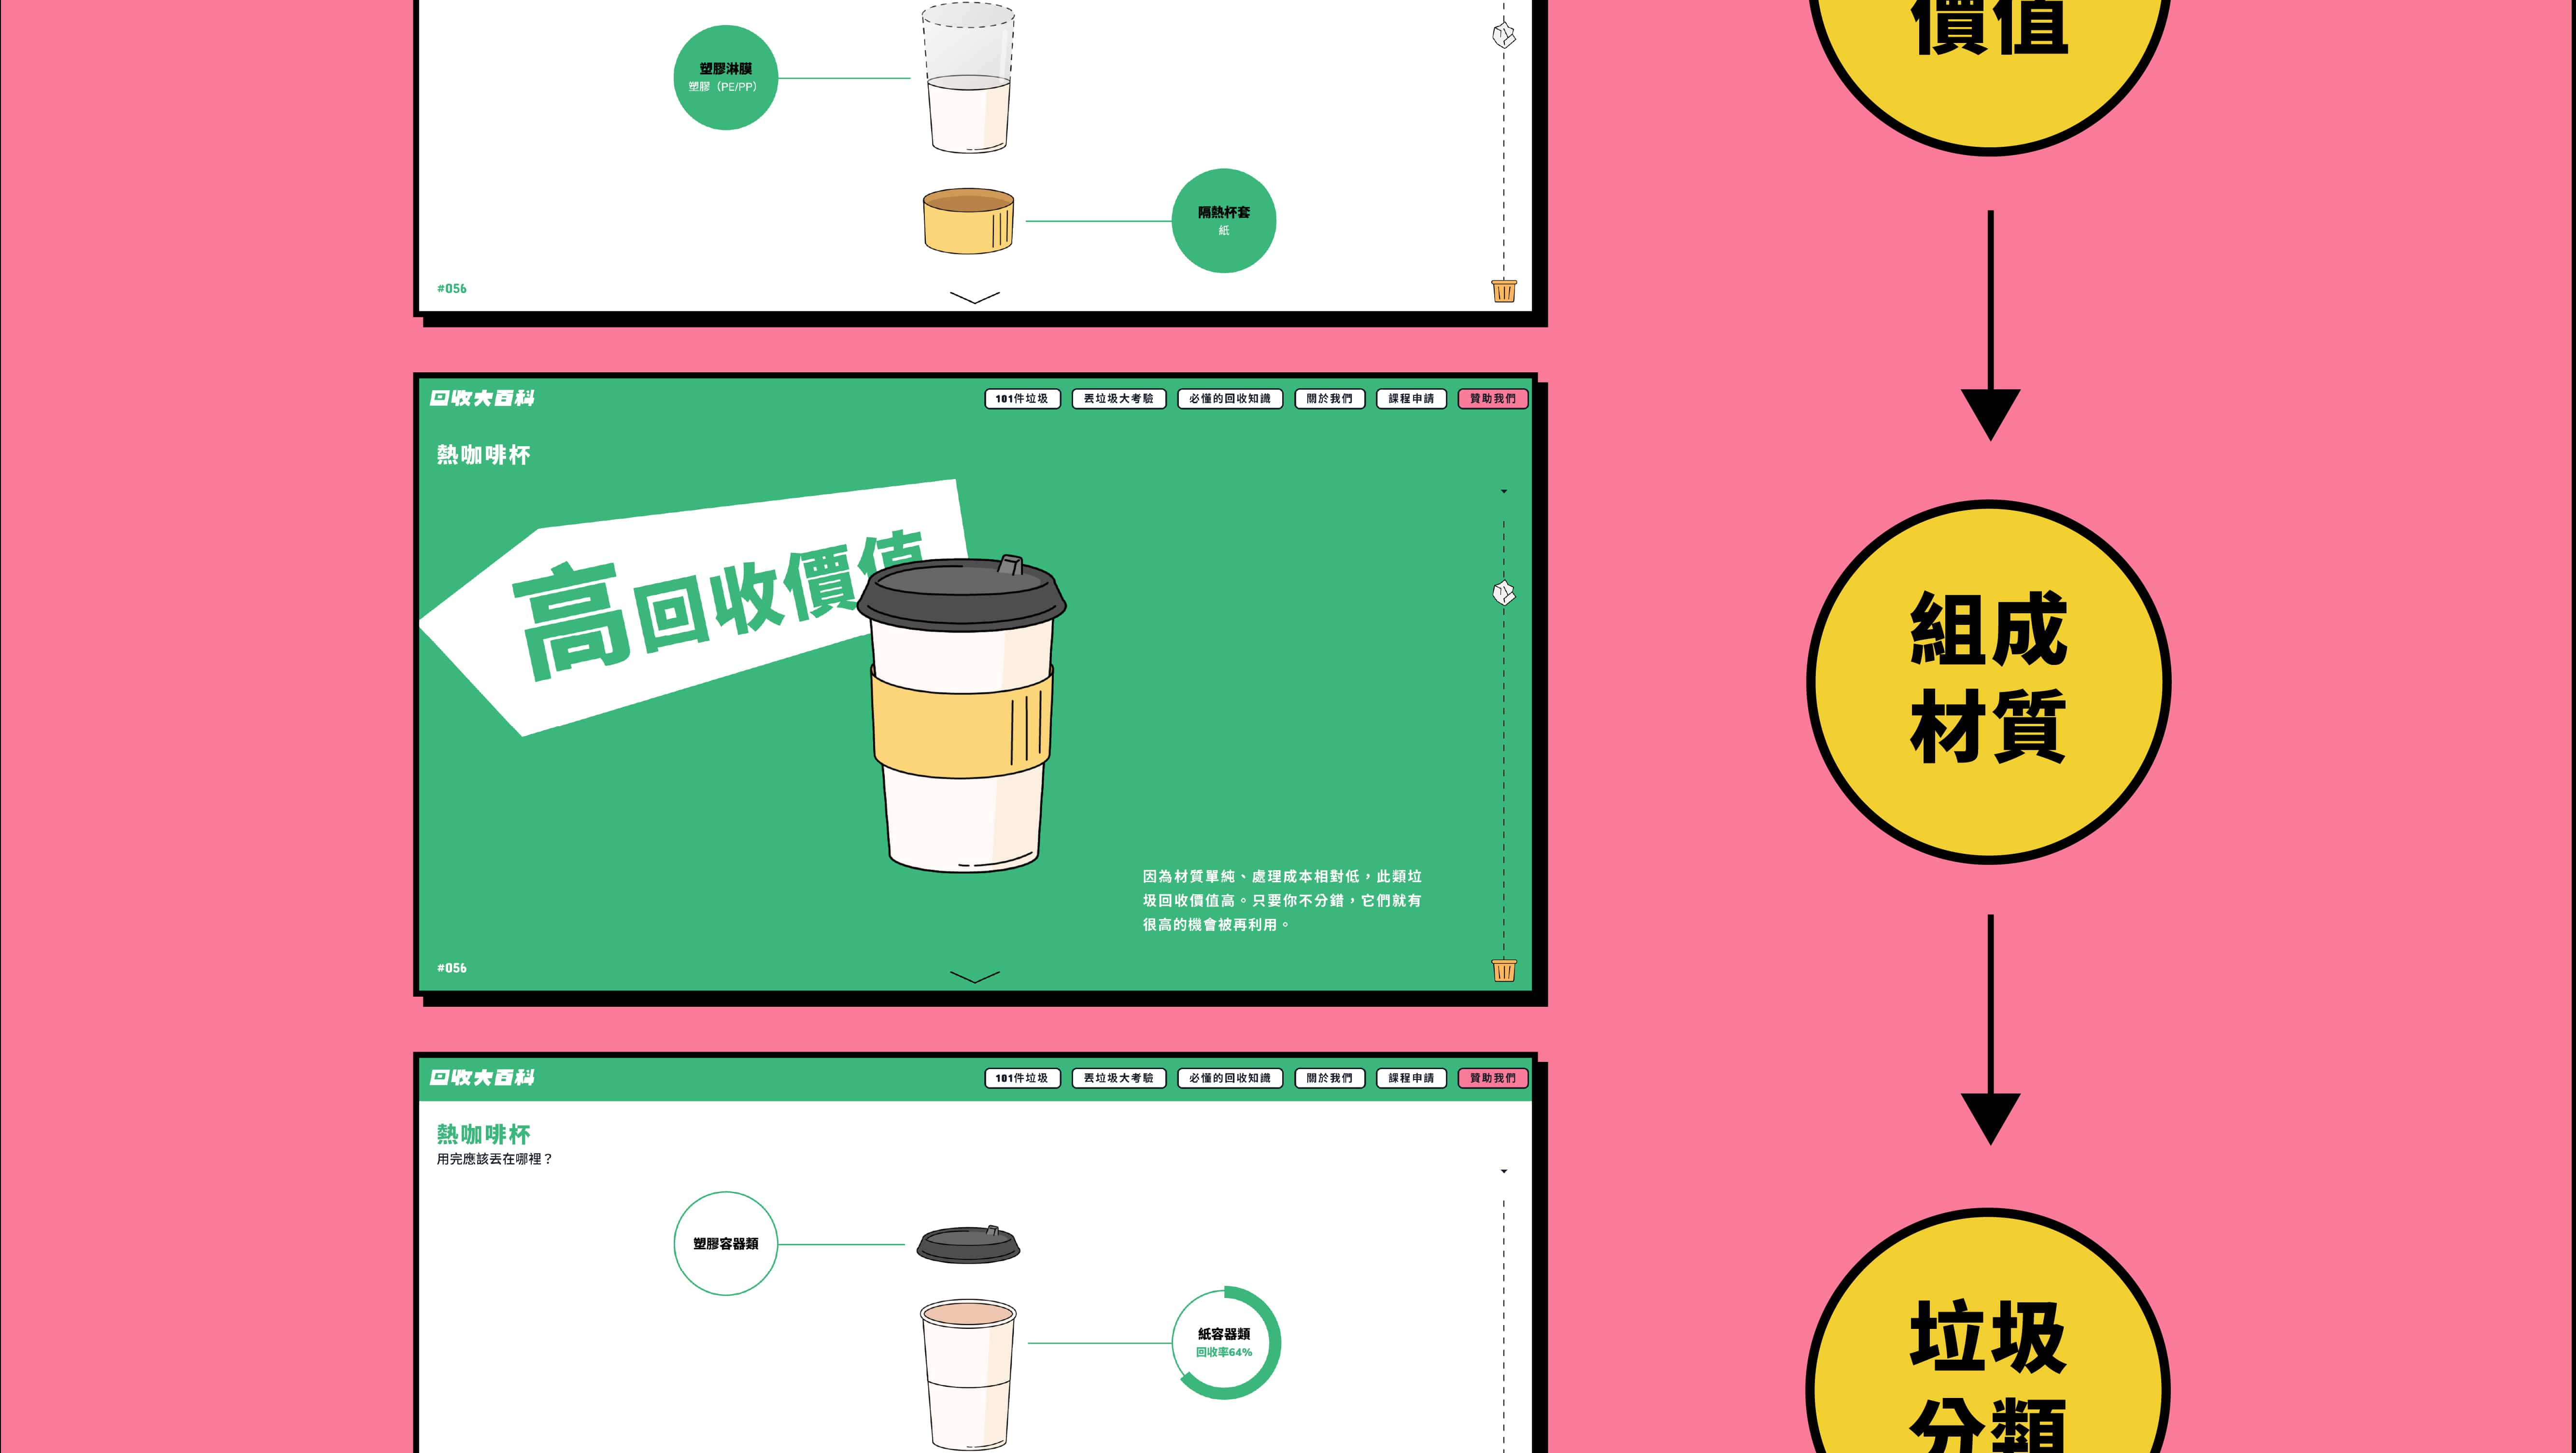 塑膠淋膜
塑膠（PE/PP）
隔熱杯套
紙
#056
回收大百科
101件垃圾
丟垃圾大考驗
必懂的回收知識
關於我們
課程申請
贊助我們
熱咖啡杯
高回收價值
因為材質單純、處理成本相對低，此類垃
圾回收價值高。只要你不分錯，它們就有
很高的機會被再利用。
#056
回收大百科
101件垃圾
丟垃圾大考驗
必懂的回收知識
關於我們
課程申請
贊助我們
熱咖啡杯
用完應該丟在哪裡？
塑膠容器類
紙容器類
回收率64%
價值
組成
材質
垃圾
分類